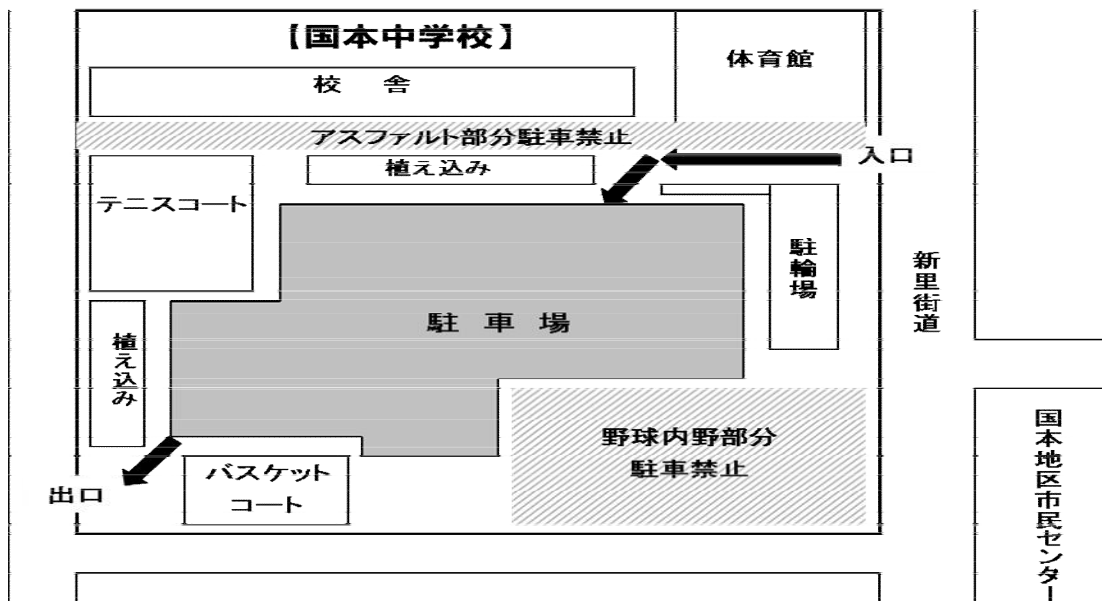 【国本中学校】
体育館
校 舎
アスファルト部分駐車禁止
入口
植え込み
テニスコート
駐輪場
新里街道
駐 車 場
植え込み
野球内野部分
駐車禁止
国本地区市民センター
バスケット
コート
出口